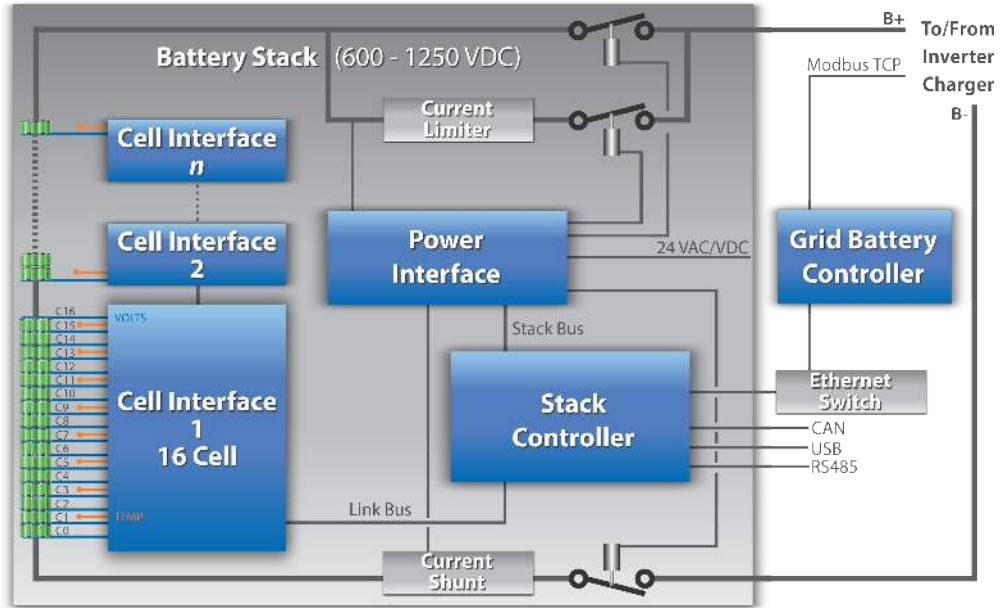 Battery Stack (600 - 1250 VDC)
B+
To/From
Inverter
Charger
B-
Modbus TCP
Current
Limiter
Cell Interface
n
Cell Interface
2
Power
Interface
24 VAC/VDC
Grid Battery
Controller
Stack Bus
C16
C15
C14
C13
C12
C11
C10
C9
C8
C7
C6
C5
C4
C3
C2
C1
C0
VOLTS
Cell Interface
1
16 Cell
TEMP
Stack
Controller
Ethernet
Switch
CAN
USB
RS485
Link Bus
Current
Shunt